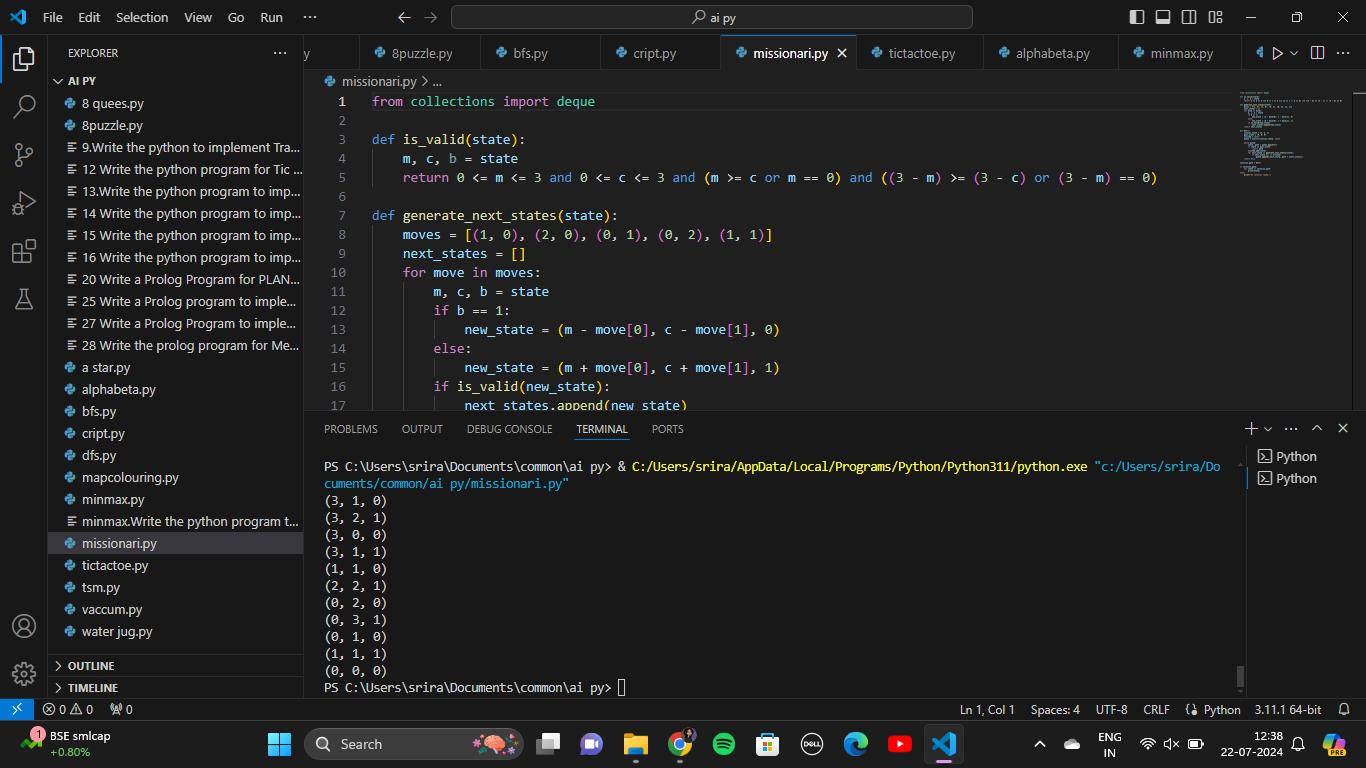 File Edit Selection View Go Run ··· ai py
EXPLORER ···
AI PY
8 quees.py
8puzzle.py
9.Write the python to implement Tra...
12 Write the python program for Tic ...
13.Write the python program to imp...
14 Write the python program to imp...
15 Write the python program to imp...
16 Write the python program to imp...
20 Write a Prolog Program for PLAN...
25 Write a Prolog program to imple...
27 Write a Prolog Program to imple...
28 Write the prolog program for Me...
a star.py
alphabeta.py
bfs.py
cript.py
dfs.py
mapcolouring.py
minmax.py
minmax.Write the python program t...
missionari.py
tictactoe.py
tsm.py
vaccum.py
water jug.py
OUTLINE
TIMELINE
y 8puzzle.py bfs.py cript.py missionari.py tictactoe.py alphabeta.py minmax.py ···
missionari.py > ...
1 from collections import deque
2
3 def is_valid(state):
4 m, c, b = state
5 return 0 <= m <= 3 and 0 <= c <= 3 and (m >= c or m == 0) and ((3 - m) >= (3 - c) or (3 - m) == 0)
6
7 def generate_next_states(state):
8 moves = [(1, 0), (2, 0), (0, 1), (0, 2), (1, 1)]
9 next_states = []
10 for move in moves:
11 m, c, b = state
12 if b == 1:
13 new_state = (m - move[0], c - move[1], 0)
14 else:
15 new_state = (m + move[0], c + move[1], 1)
16 if is_valid(new_state):
17 next_states.append(new_state)
PROBLEMS OUTPUT DEBUG CONSOLE TERMINAL PORTS ···
PS C:\Users\srira\Documents\common\ai py> & C:/Users/srira/AppData/Local/Programs/Python/Python311/python.exe "c:/Users/srira/Do
cuments/common/ai py/missionari.py"
(3, 1, 0)
(3, 2, 1)
(3, 0, 0)
(3, 1, 1)
(1, 1, 0)
(2, 2, 1)
(0, 2, 0)
(0, 3, 1)
(0, 1, 0)
(1, 1, 1)
(0, 0, 0)
PS C:\Users\srira\Documents\common\ai py>
Python
Python
0 0 0 Ln 1, Col 1 Spaces: 4 UTF-8 CRLF Python 3.11.1 64-bit
1 BSE smlcap
+0.80%
Search
DELL
PRE
ENG
IN
12:38
22-07-2024